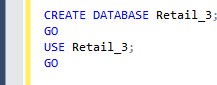 CREATE DATABASE Retail_3;
GO
USE Retail_3;
GO